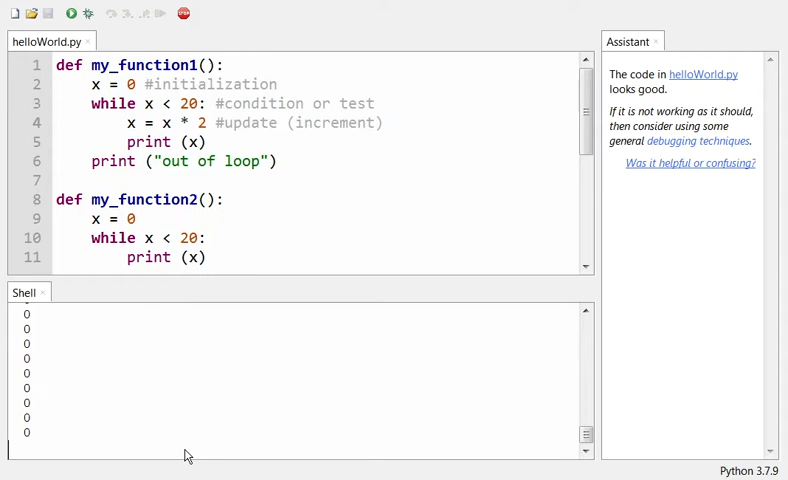 STOP
helloWorld.py
1 def my_function1():
2 x = 0 #initialization
3 while x < 20: #condition or test
4 x = x * 2 #update (increment)
5 print (x)
6 print ("out of loop")
7
8 def my_function2():
9 x = 0
10 while x < 20:
11 print (x)
Shell
0
0
0
0
0
0
0
0
0
Assistant
The code in helloWorld.py
looks good.
If it is not working as it should,
then consider using some
general debugging techniques.
Was it helpful or confusing?
Python 3.7.9